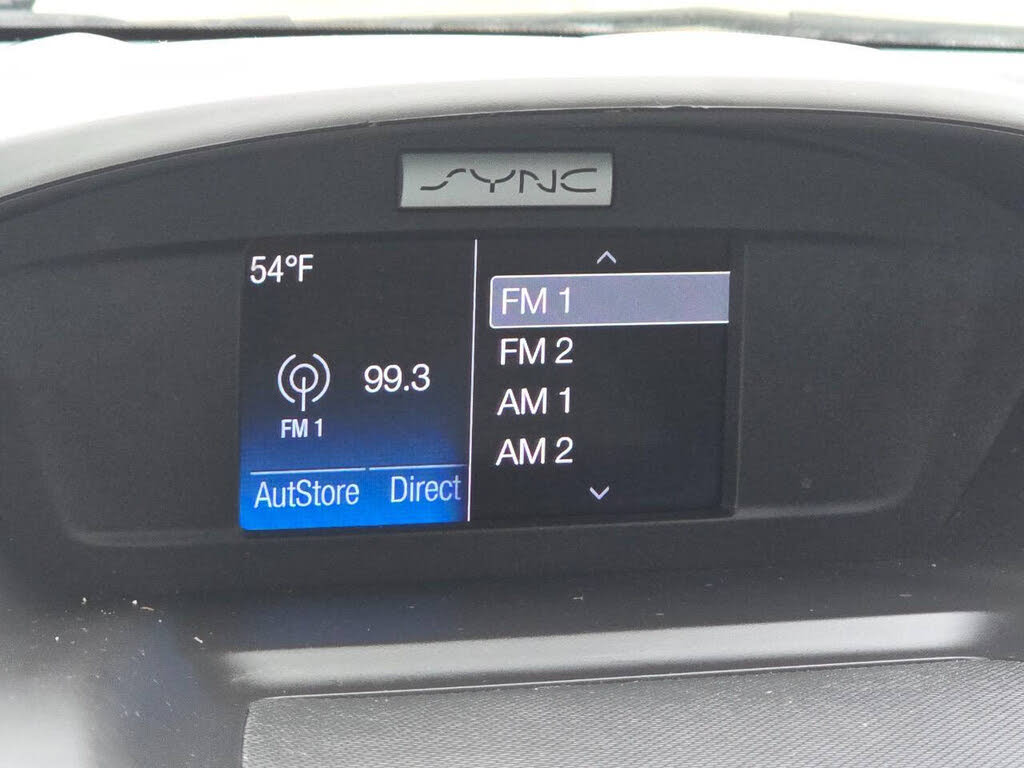 SYNC
54°F
99.3
FM 1
AutStore
Direct
FM 1
FM 2
AM 1
AM 2